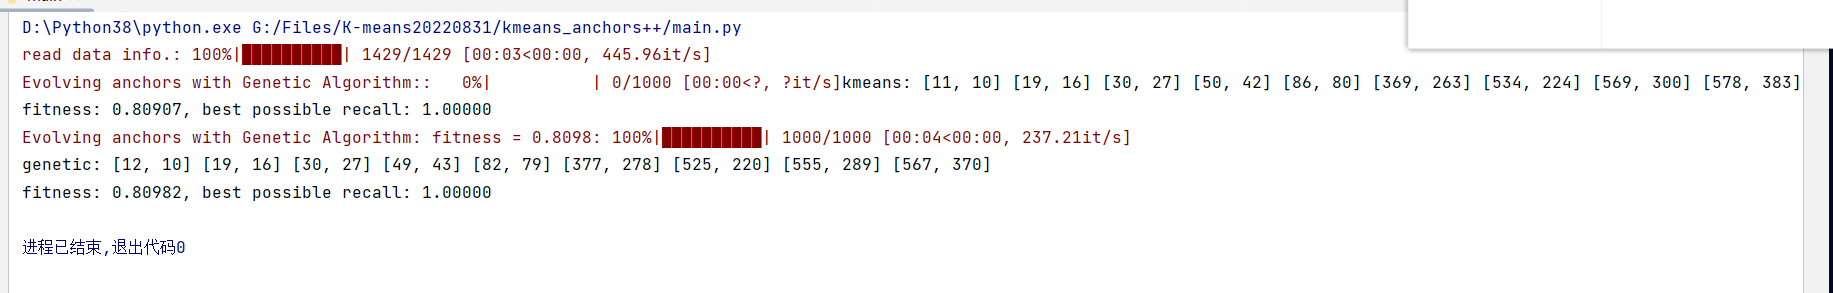 D:\Python38\python.exe G:/Files/K-means20220831/kmeans_anchors++/main.py
read data info.: 100%|██████████| 1429/1429 [00:03<00:00, 445.96it/s]
Evolving anchors with Genetic Algorithm::   0%|          | 0/1000 [00:00<?, ?it/s]kmeans: [11, 10] [19, 16] [30, 27] [50, 42] [86, 80] [369, 263] [534, 224] [569, 300] [578, 383]
fitness: 0.80907, best possible recall: 1.00000
Evolving anchors with Genetic Algorithm: fitness = 0.8098: 100%|██████████| 1000/1000 [00:04<00:00, 237.21it/s]
genetic: [12, 10] [19, 16] [30, 27] [49, 43] [82, 79] [377, 278] [525, 220] [555, 289] [567, 370]
fitness: 0.80982, best possible recall: 1.00000
进程已结束,退出代码0